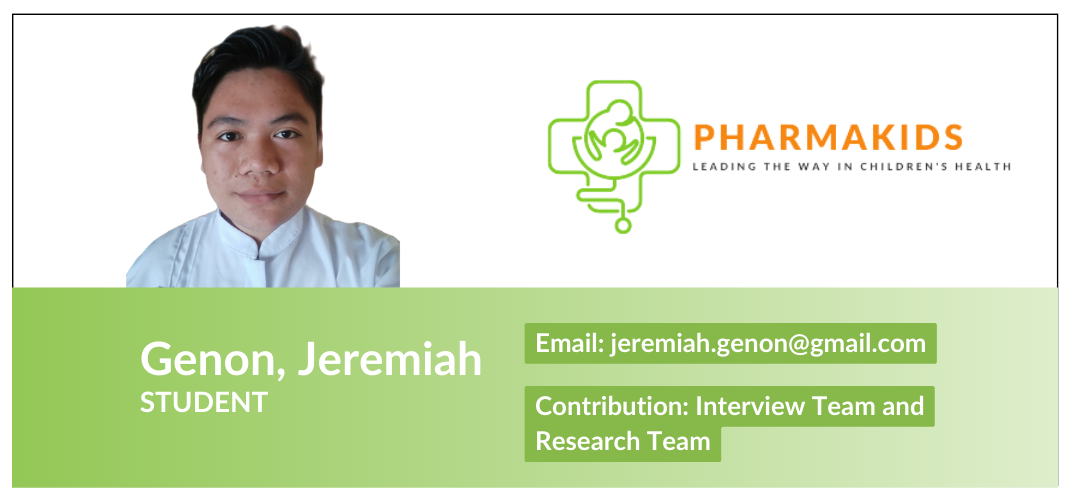 PHARMAKIDS
LEADING THE WAY IN CHILDREN'S HEALTH
Genon, Jeremiah
STUDENT
Email: jeremiah.genon@gmail.com
Contribution: Interview Team and
Research Team